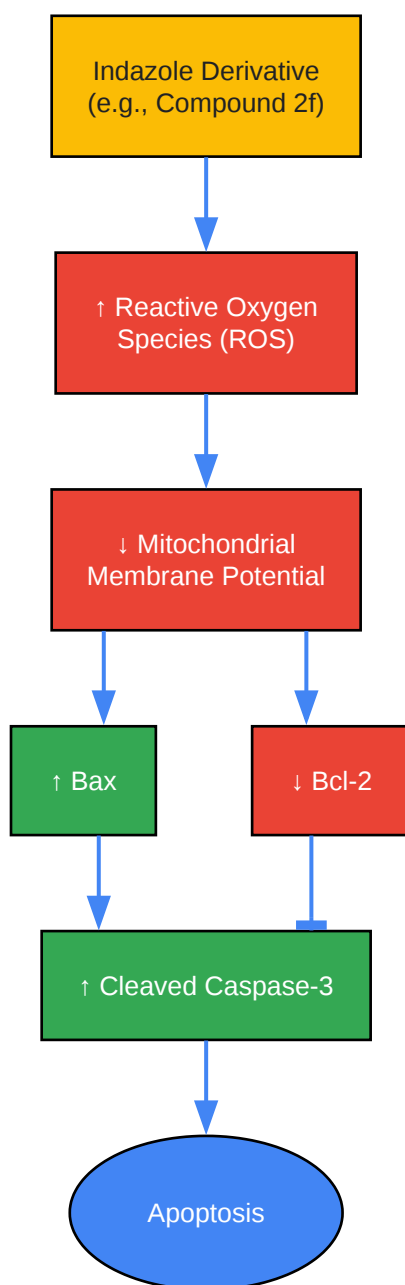 Indazole Derivative
(e.g., Compound 2f)
↑ Reactive Oxygen
Species (ROS)
↓ Mitochondrial
Membrane Potential
↑ Bax
↓ Bcl-2
↑ Cleaved Caspase-3
Apoptosis